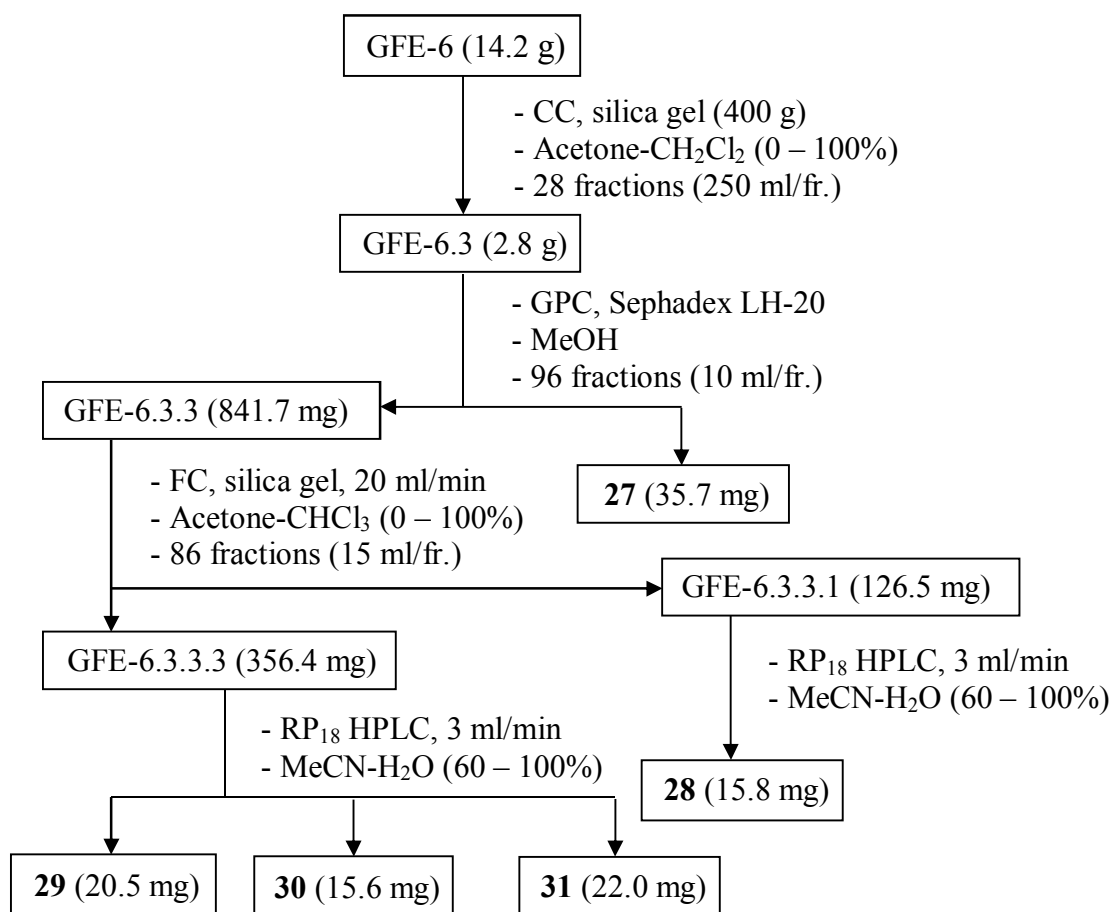 GFE-6 (14.2 g)
- CC, silica gel (400 g)
- Acetone-CH₂Cl₂ (0 – 100%)
- 28 fractions (250 ml/fr.)
GFE-6.3 (2.8 g)
- GPC, Sephadex LH-20
- MeOH
- 96 fractions (10 ml/fr.)
GFE-6.3.3 (841.7 mg)
27 (35.7 mg)
- FC, silica gel, 20 ml/min
- Acetone-CHCl₃ (0 – 100%)
- 86 fractions (15 ml/fr.)
GFE-6.3.3.1 (126.5 mg)
GFE-6.3.3.3 (356.4 mg)
- RP₁₈ HPLC, 3 ml/min
- MeCN-H₂O (60 – 100%)
- RP₁₈ HPLC, 3 ml/min
- MeCN-H₂O (60 – 100%)
28 (15.8 mg)
29 (20.5 mg)
30 (15.6 mg)
31 (22.0 mg)